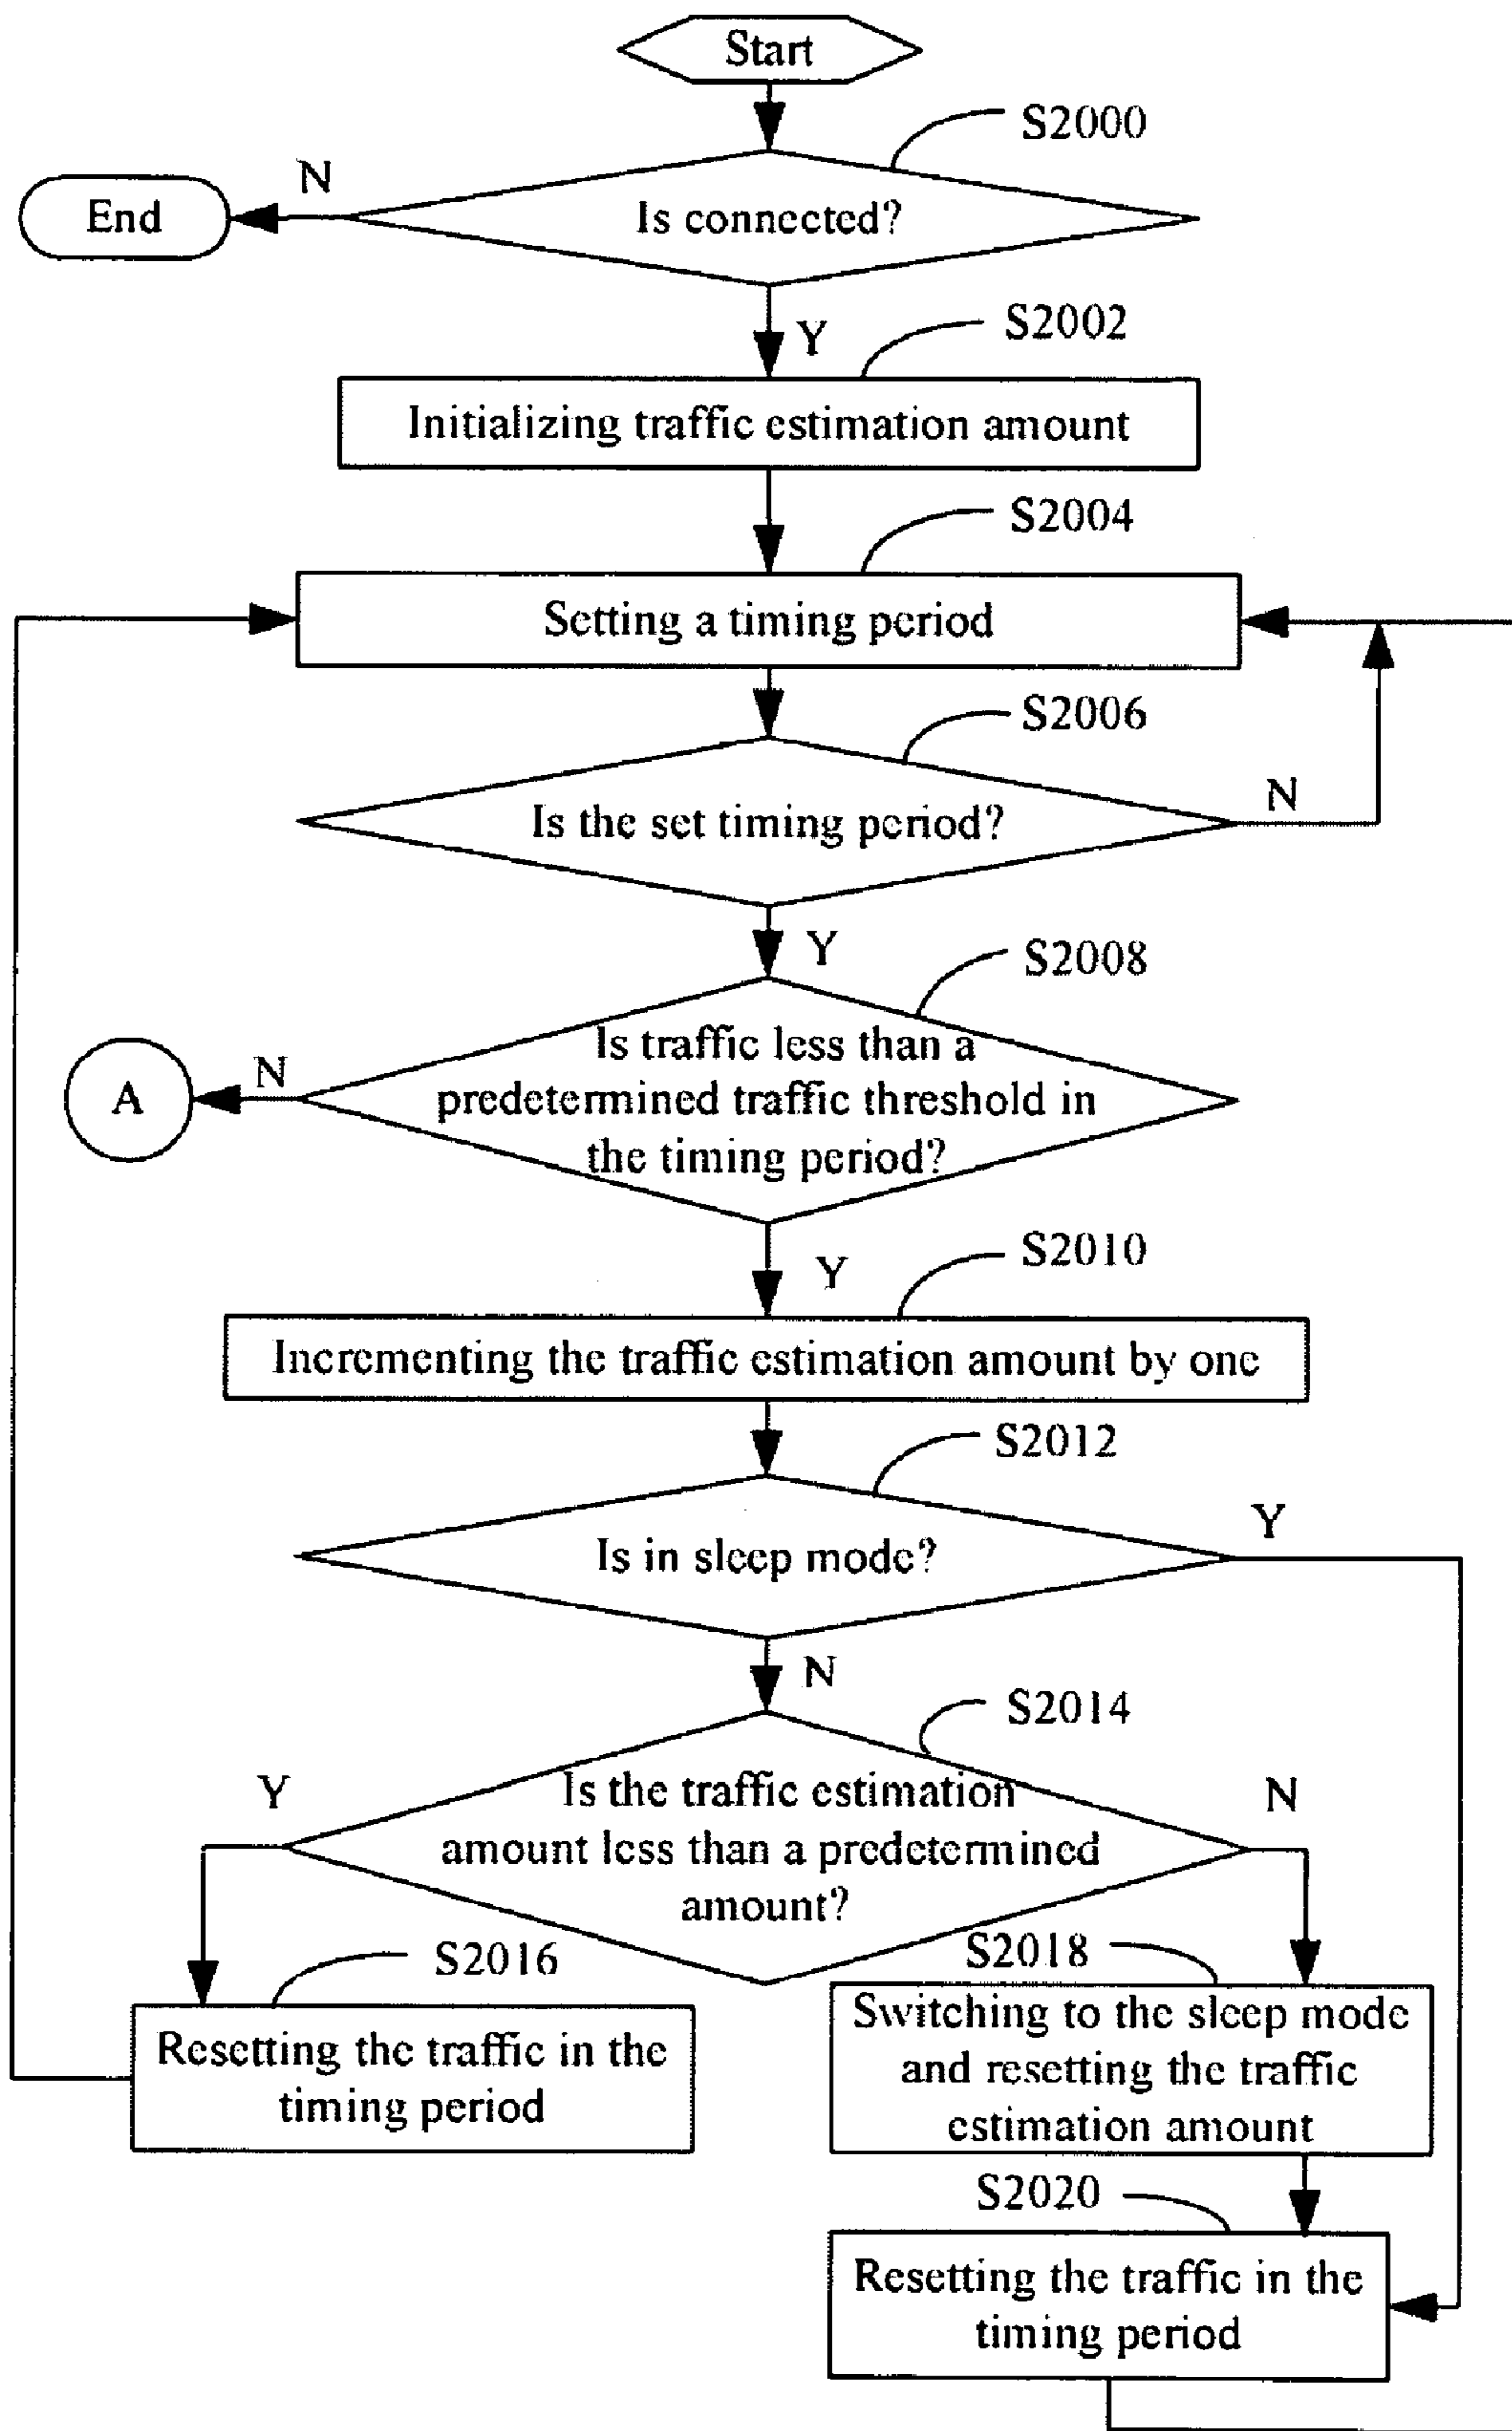 Start
S2000
N
End
Is connected?
Y
S2002
Initializing traffic estimation amount
S2004
Setting a timing period
S2006
Is the set timing period?
N
Y
S2008
Is traffic less than a
predetermined traffic threshold in
the timing period?
N
A
Y
S2010
Incrementing the traffic estimation amount by one
S2012
Is in sleep mode?
Y
N
S2014
Y
Is the traffic estimation
amount less than a predetermined
amount?
N
S2016
Resetting the traffic in the
timing period
S2018
Switching to the sleep mode
and resetting the traffic
estimation amount
S2020
Resetting the traffic in the
timing period